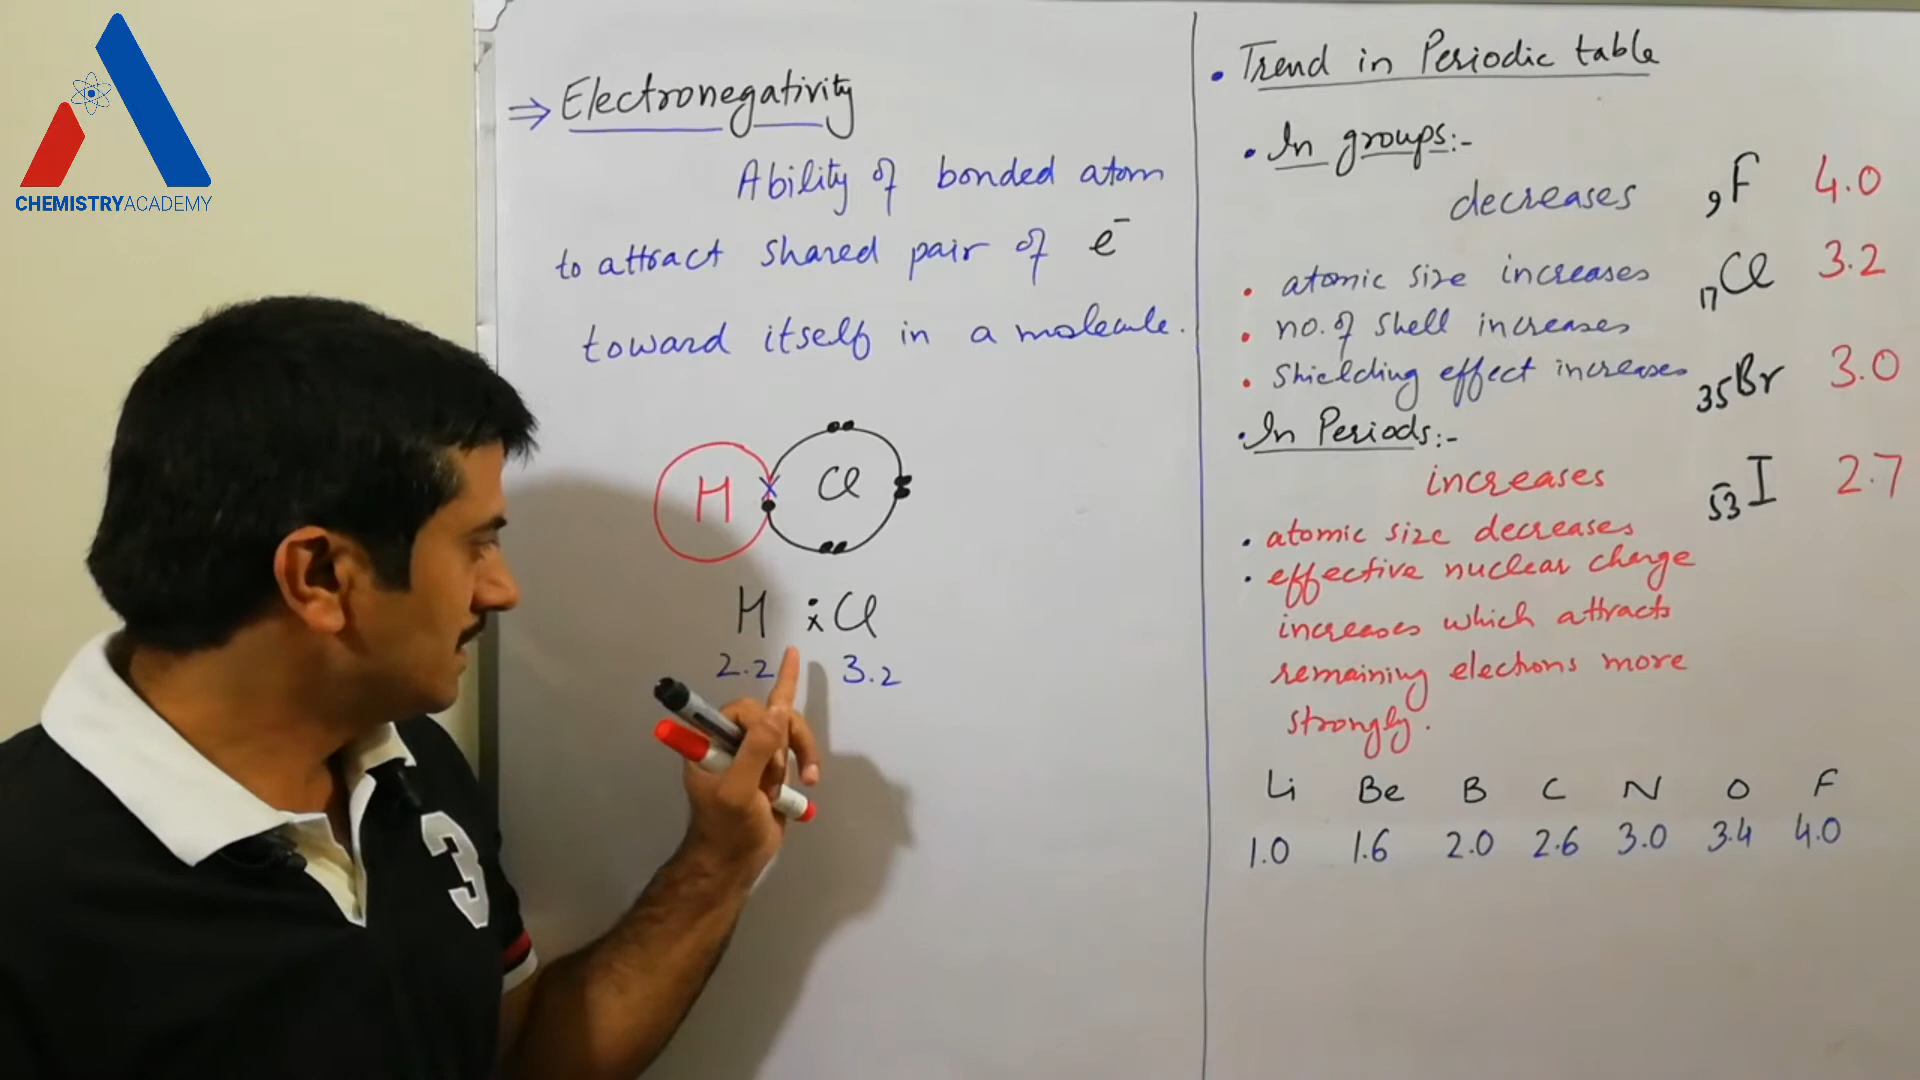 CHEMISTRYACADEMY
⇒ Electronegativity
Ability of bonded atom
to attract shared pair of e⁻
toward itself in a molecule.
H Cl
H : Cl
x
2.2 3.2
3
• Trend in Periodic table
• In groups:-
decreases ₉F 4.0
• atomic size increases ₁₇Cl 3.2
• no. of shell increases
• Shielding effect increases ₃₅Br 3.0
• In Periods:-
increases ₅₃I 2.7
• atomic size decreases
• effective nuclear charge
increases which attracts
remaining electrons more
strongly.
Li Be B C N O F
1.0 1.6 2.0 2.6 3.0 3.4 4.0